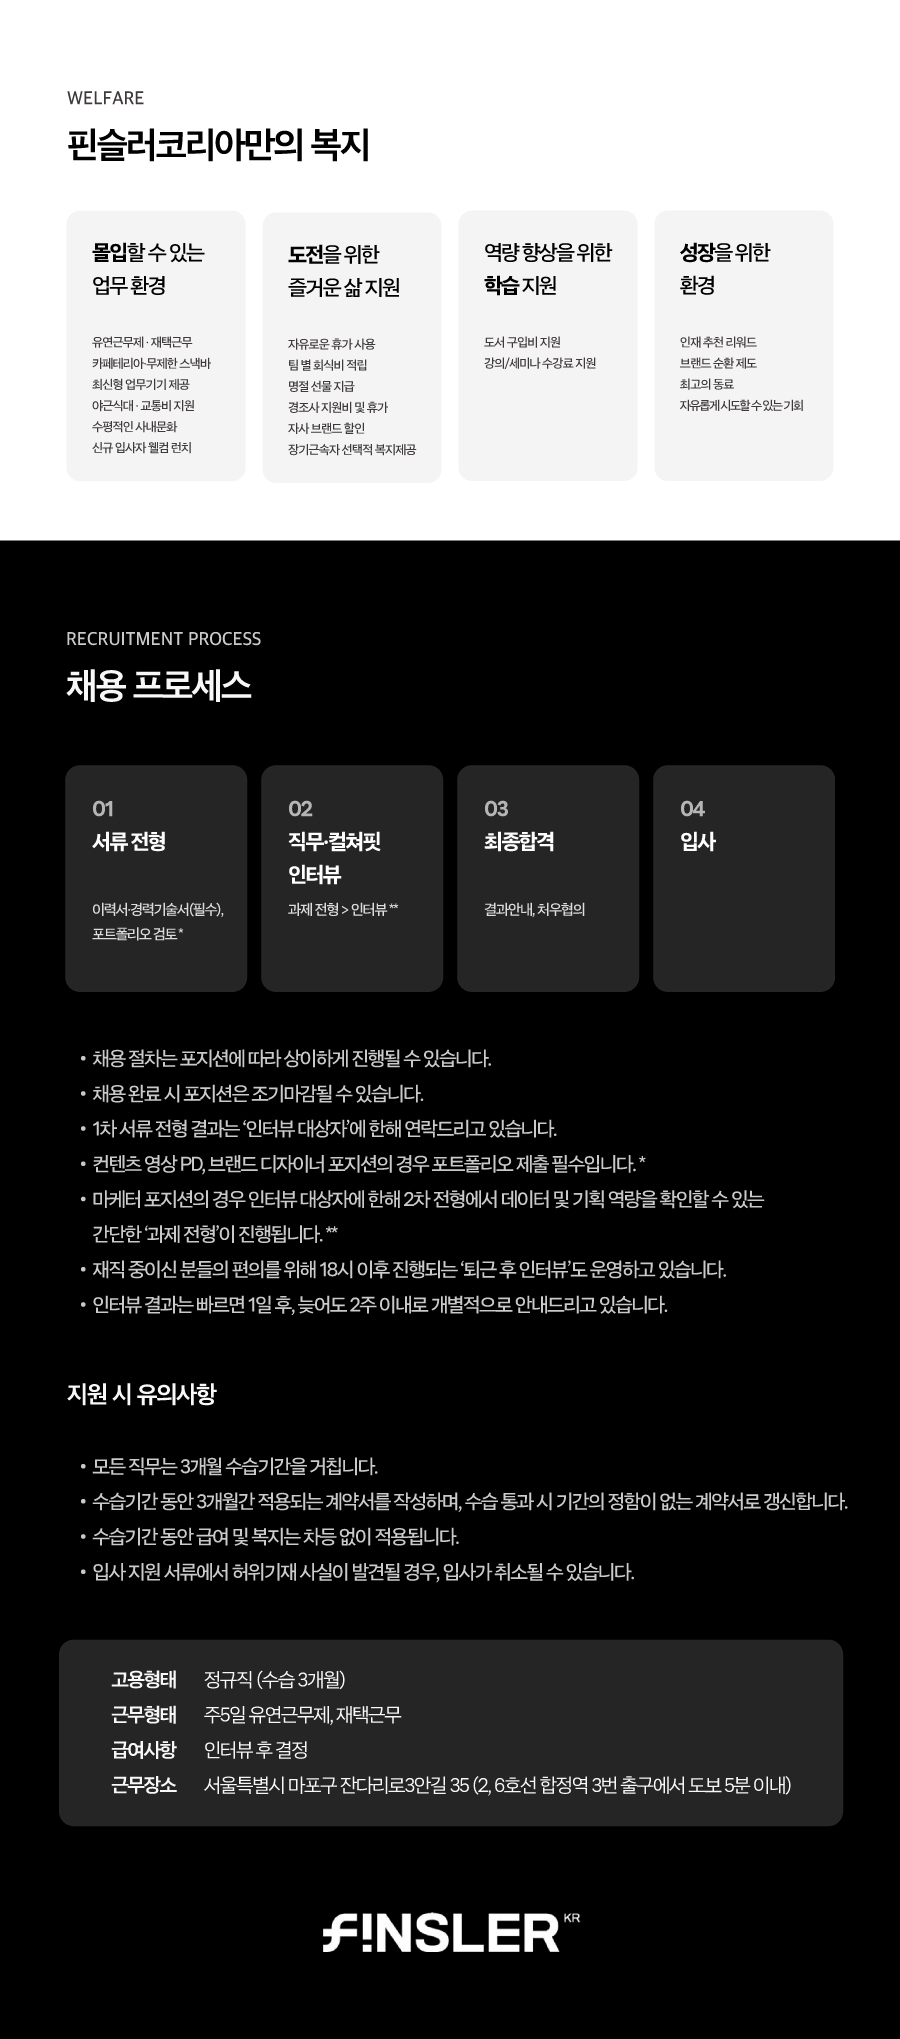 WELFARE
핀슬러코리아만의 복지
몰입할 수 있는
업무 환경
유연근무제 · 재택근무
카페테리아·무제한 스낵바
최신형 업무기기 제공
야근식대 · 교통비 지원
수평적인 사내문화
신규 입사자 웰컴 런치
도전을 위한
즐거운 삶 지원
자유로운 휴가 사용
팀 별 회식비 적립
명절 선물 지급
경조사 지원비 및 휴가
자사 브랜드 할인
장기근속자 선택적 복지제공
역량 향상을 위한
학습 지원
도서 구입비 지원
강의/세미나 수강료 지원
성장을 위한
환경
인재 추천 리워드
브랜드 순환 제도
최고의 동료
자유롭게 시도할 수 있는 기회
RECRUITMENT PROCESS
채용 프로세스
01
서류 전형
이력서·경력기술서(필수),
포트폴리오 검토 *
02
직무·컬쳐핏
인터뷰
과제 전형 > 인터뷰 **
03
최종합격
결과안내, 처우협의
04
입사
• 채용 절차는 포지션에 따라 상이하게 진행될 수 있습니다.
• 채용 완료 시 포지션은 조기마감될 수 있습니다.
• 1차 서류 전형 결과는 ‘인터뷰 대상자’에 한해 연락드리고 있습니다.
• 컨텐츠 영상 PD, 브랜드 디자이너 포지션의 경우 포트폴리오 제출 필수입니다. *
• 마케터 포지션의 경우 인터뷰 대상자에 한해 2차 전형에서 데이터 및 기획 역량을 확인할 수 있는
간단한 ‘과제 전형’이 진행됩니다. **
• 재직 중이신 분들의 편의를 위해 18시 이후 진행되는 ‘퇴근 후 인터뷰’도 운영하고 있습니다.
• 인터뷰 결과는 빠르면 1일 후, 늦어도 2주 이내로 개별적으로 안내드리고 있습니다.
지원 시 유의사항
• 모든 직무는 3개월 수습기간을 거칩니다.
• 수습기간 동안 3개월간 적용되는 계약서를 작성하며, 수습 통과 시 기간의 정함이 없는 계약서로 갱신합니다.
• 수습기간 동안 급여 및 복지는 차등 없이 적용됩니다.
• 입사 지원 서류에서 허위기재 사실이 발견될 경우, 입사가 취소될 수 있습니다.
고용형태 정규직 (수습 3개월)
근무형태 주5일 유연근무제, 재택근무
급여사항 인터뷰 후 결정
근무장소 서울특별시 마포구 잔다리로3안길 35 (2, 6호선 합정역 3번 출구에서 도보 5분 이내)
FINSLER KR